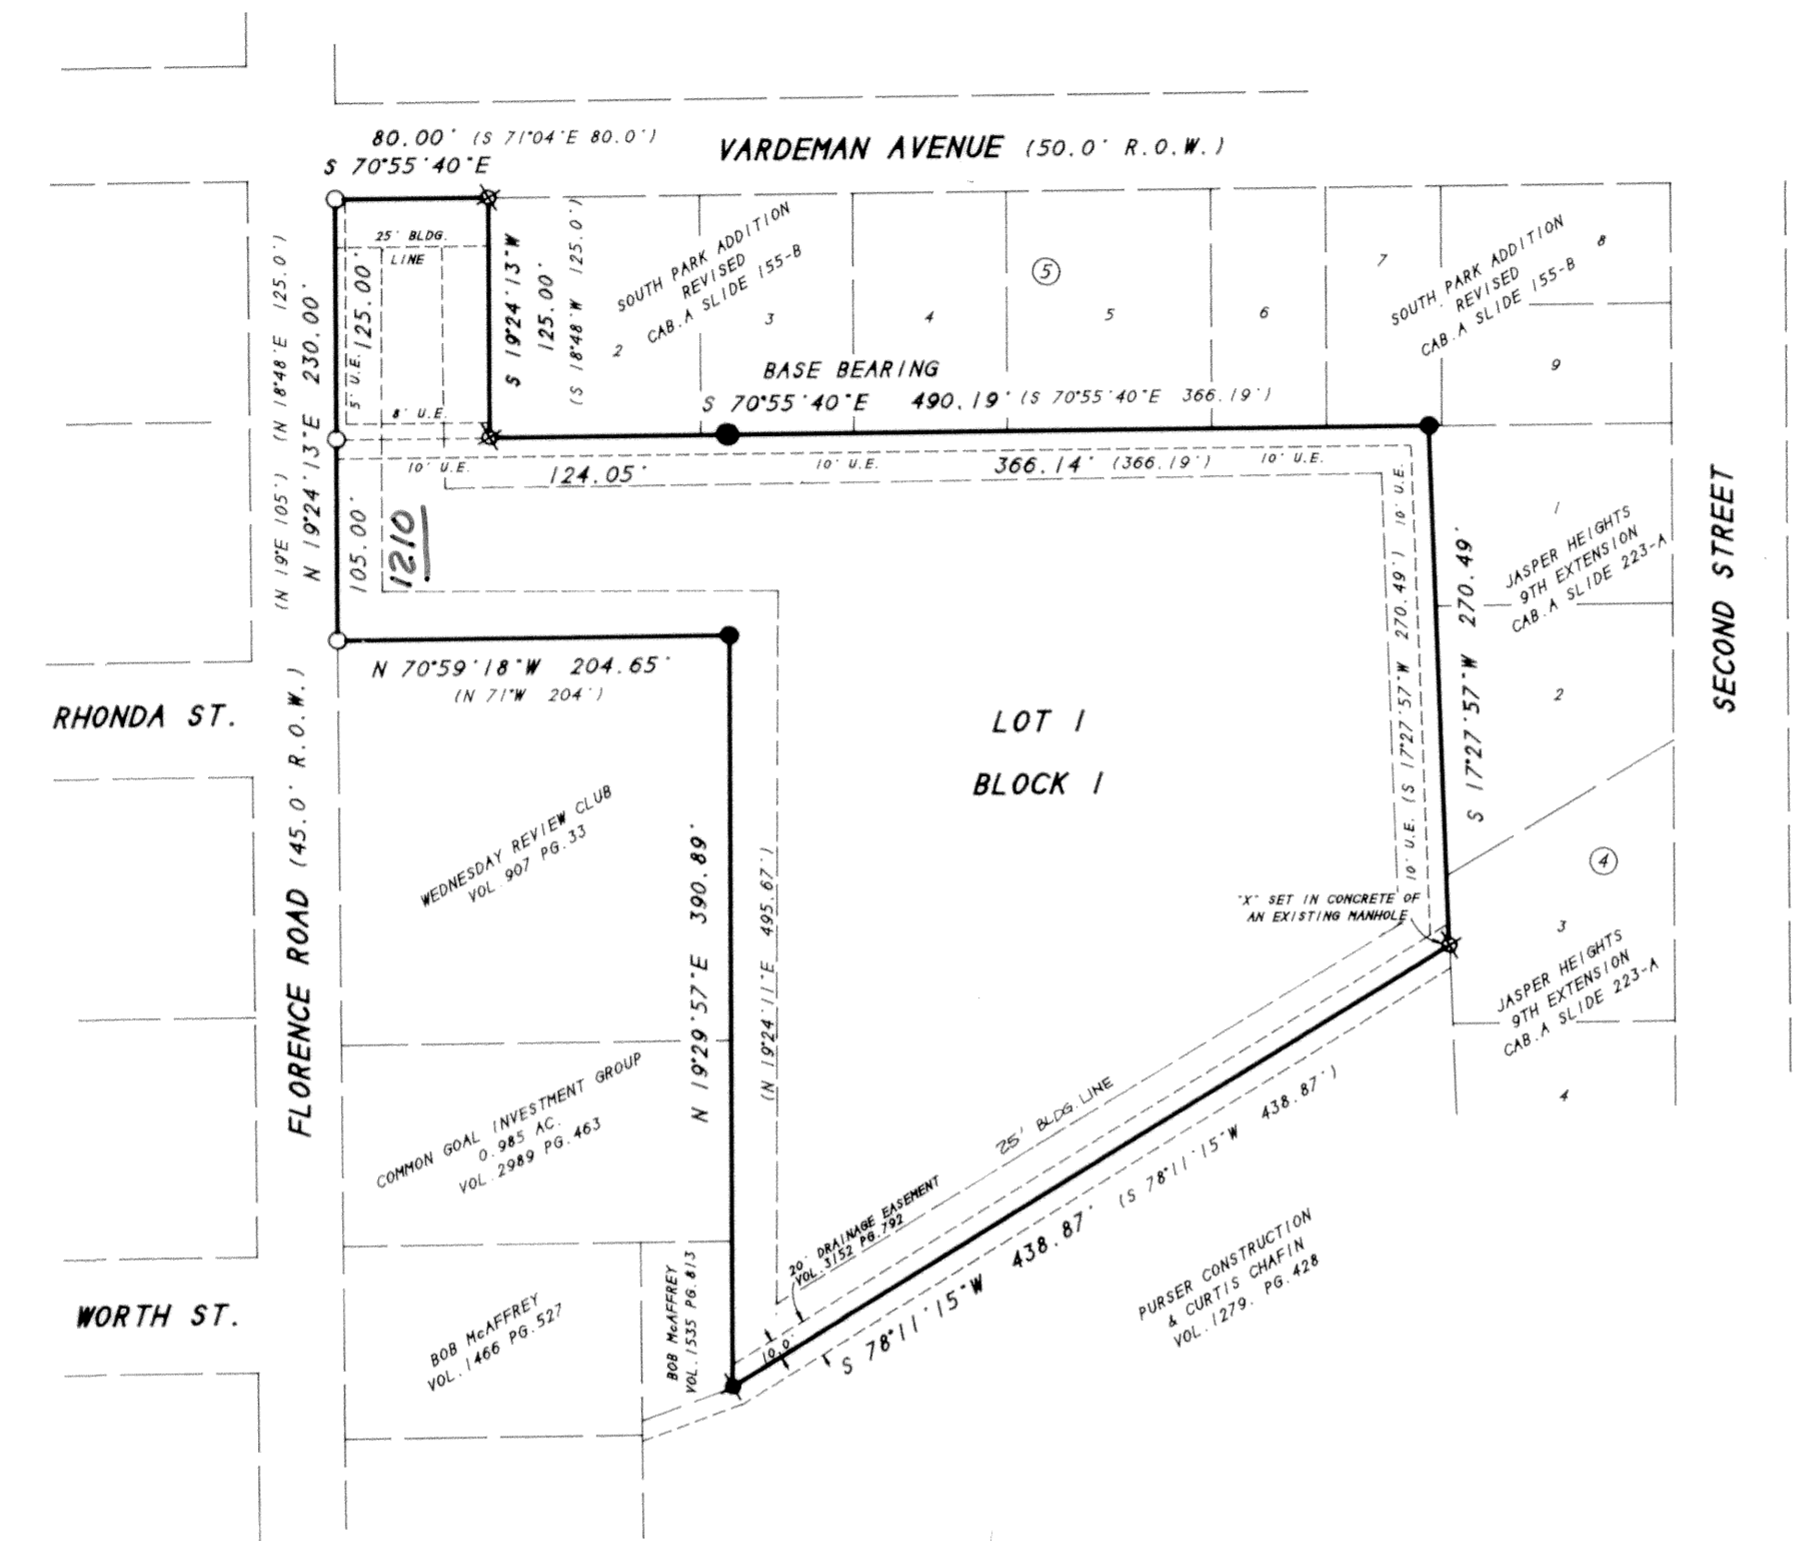 80.00' (S 71°04'E 80.0')
S 70°55'40"E
VARDEMAN AVENUE (50.0' R.O.W.)
25' BLDG.
LINE
(N 18°48'E 125.0')
(N 19°E 105')
N 19°24'13"E 230.00'
125.00'
5' U.E.
8' U.E.
S 19°24'13"W
125.00'
(S 18°48'W 125.0')
SOUTH PARK ADDITION
REVISED
CAB.A SLIDE 155-B
2
3
4
5
5
6
7
SOUTH PARK ADDITION
REVISED
CAB.A SLIDE 155-B
8
9
BASE BEARING
S 70°55'40"E 490.19' (S 70°55'40"E 366.19')
10' U.E.
124.05'
10' U.E.
366.14' (366.19')
10' U.E.
105.00'
1210
10' U.E.
(S 17°27'57"W 270.49')
10' U.E.
S 17°27'57"W 270.49'
1
JASPER HEIGHTS
9TH EXTENSION
CAB.A SLIDE 223-A
2
SECOND STREET
N 70°59'18"W 204.65'
(N 71°W 204')
RHONDA ST.
FLORENCE ROAD (45.0' R.O.W.)
LOT 1
BLOCK 1
WEDNESDAY REVIEW CLUB
VOL.907 PG.33
N 19°29'57"E 390.89'
(N 19°24'11"E 495.67')
"X" SET IN CONCRETE OF
AN EXISTING MANHOLE
4
3
JASPER HEIGHTS
9TH EXTENSION
CAB.A SLIDE 223-A
4
COMMON GOAL INVESTMENT GROUP
0.985 AC.
VOL.2989 PG.463
25' BLDG. LINE
20' DRAINAGE EASEMENT
VOL.3152 PG.792
10.0'
S 78°11'15"W 438.87' (S 78°11'15"W 438.87')
PURSER CONSTRUCTION
& CURTIS CHAFIN
VOL.1279. PG.428
WORTH ST.
BOB McAFFREY
VOL.1466 PG.527
BOB McAFFREY
VOL.1535 PG.813